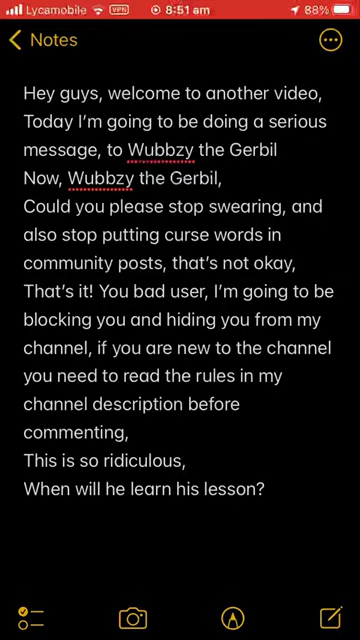 Lycamobile VPN 8:51 am 88%
Notes
Hey guys, welcome to another video,
Today I'm going to be doing a serious
message, to Wubbzy the Gerbil
Now, Wubbzy the Gerbil,
Could you please stop swearing, and
also stop putting curse words in
community posts, that's not okay,
That's it! You bad user, I'm going to be
blocking you and hiding you from my
channel, if you are new to the channel
you need to read the rules in my
channel description before
commenting,
This is so ridiculous,
When will he learn his lesson?